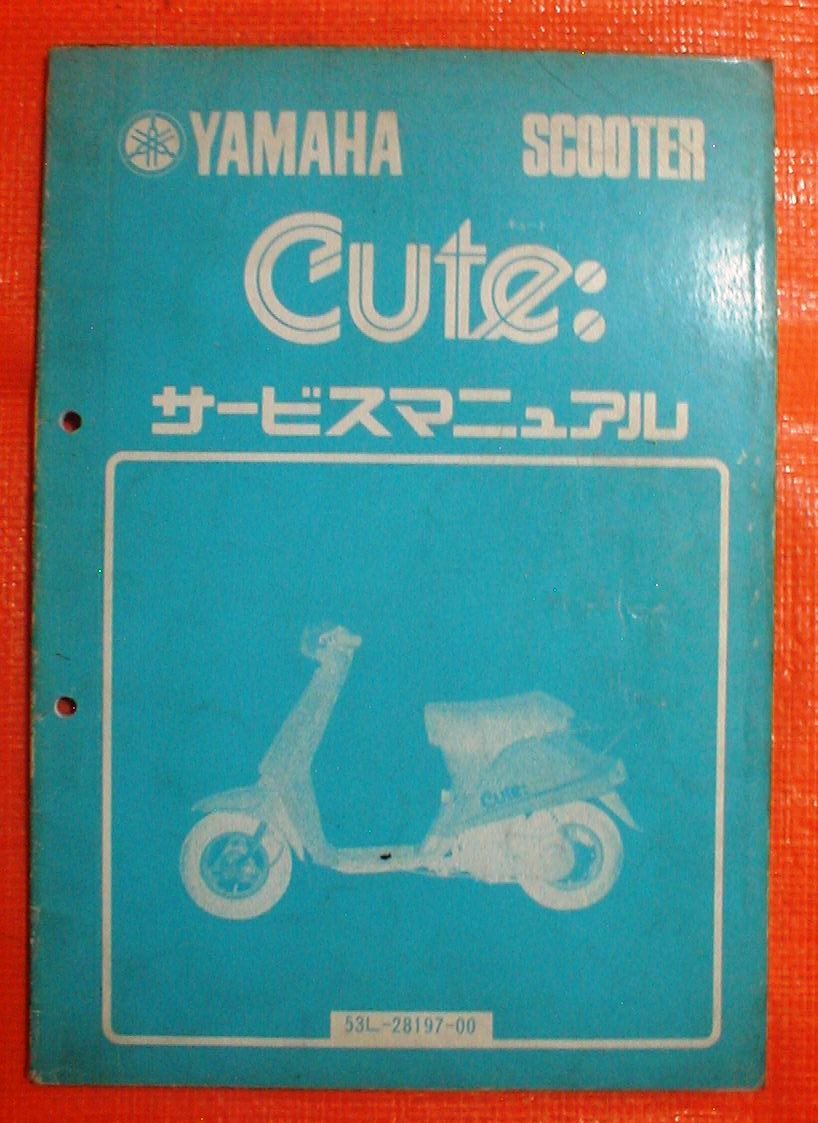 YAMAHA SCOOTER
キュート
Cute:
サービスマニュアル
Cute:
53L-28197-00